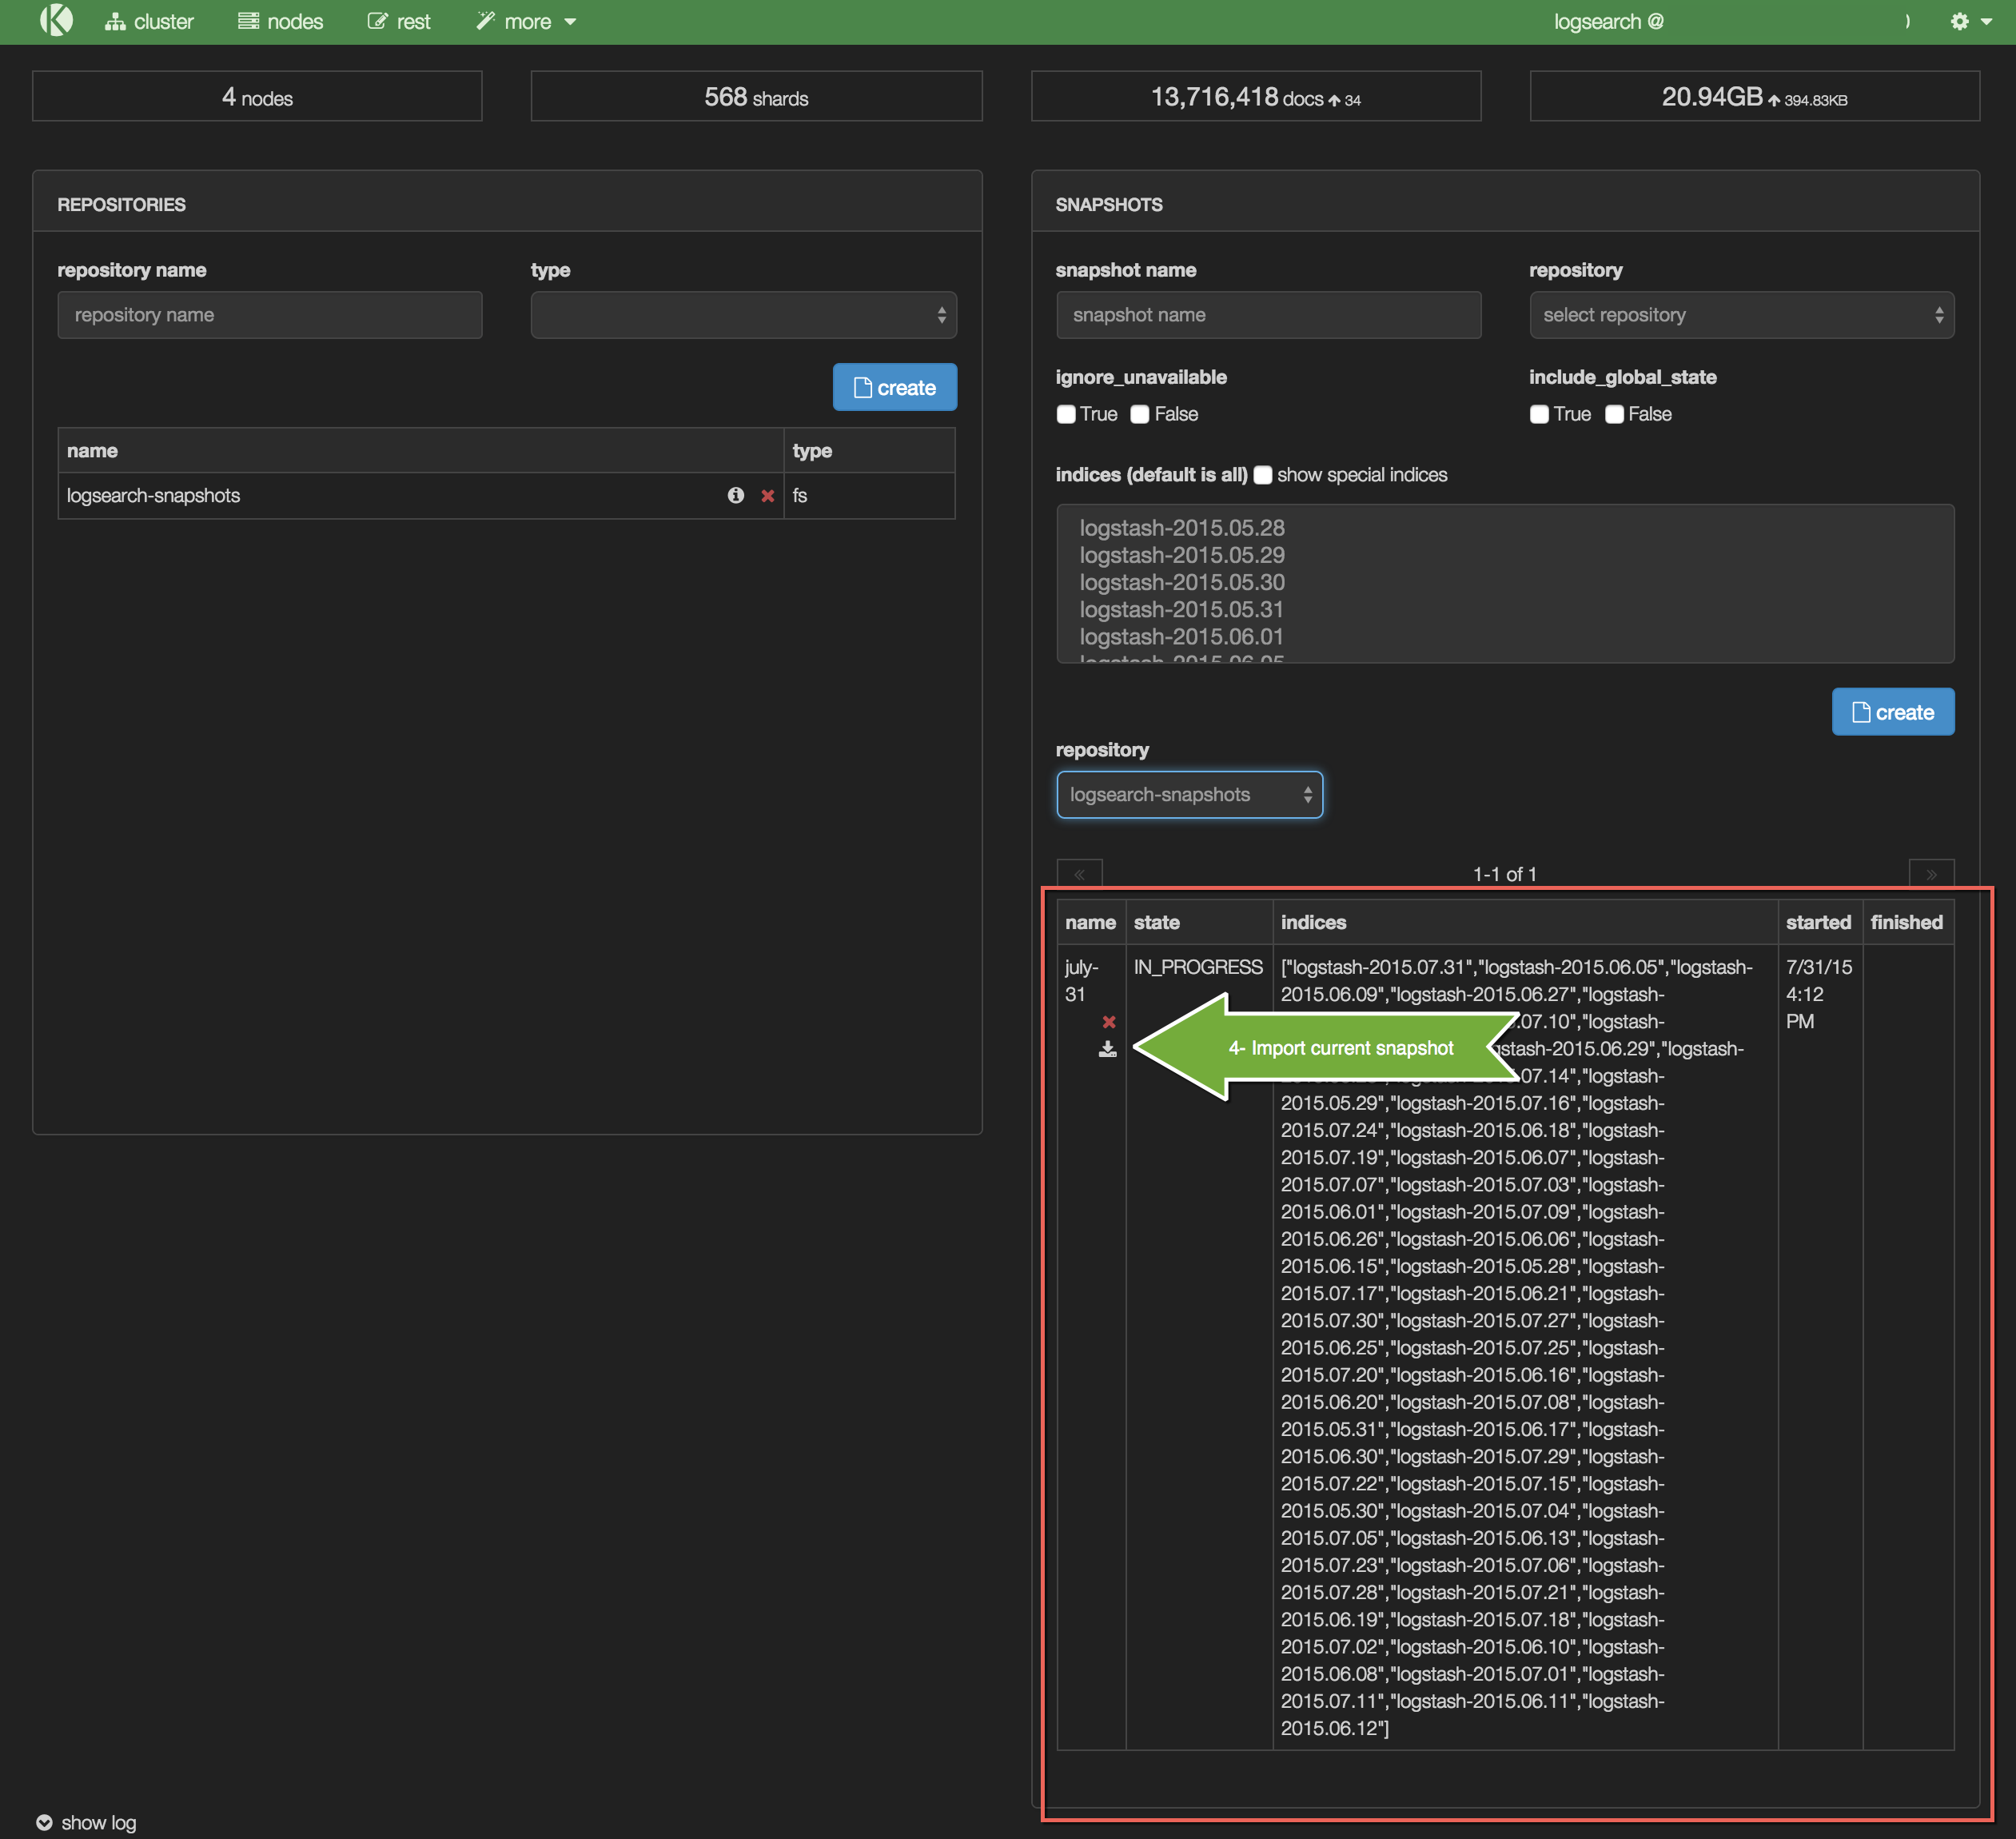 cluster nodes rest more logsearch @ )
4 nodes 568 shards 13,716,418 docs 34 20.94GB 394.83KB
REPOSITORIES
repository name type
repository name
create
name type
logsearch-snapshots fs
SNAPSHOTS
snapshot name repository
snapshot name select repository
ignore_unavailable include_global_state
True False True False
indices (default is all) show special indices
logstash-2015.05.28
logstash-2015.05.29
logstash-2015.05.30
logstash-2015.05.31
logstash-2015.06.01
logstash-2015.06.05
create
repository
logsearch-snapshots
« 1-1 of 1 »
name state indices started finished
july- IN_PROGRESS ["logstash-2015.07.31","logstash-2015.06.05","logstash- 7/31/15
31 2015.06.09","logstash-2015.06.27","logstash- 4:12
.07.10","logstash- PM
4- Import current snapshot gstash-2015.06.29","logstash-
.07.14","logstash-
2015.05.29","logstash-2015.07.16","logstash-
2015.07.24","logstash-2015.06.18","logstash-
2015.07.19","logstash-2015.06.07","logstash-
2015.07.07","logstash-2015.07.03","logstash-
2015.06.01","logstash-2015.07.09","logstash-
2015.06.26","logstash-2015.06.06","logstash-
2015.06.15","logstash-2015.05.28","logstash-
2015.07.17","logstash-2015.06.21","logstash-
2015.07.30","logstash-2015.07.27","logstash-
2015.06.25","logstash-2015.07.25","logstash-
2015.07.20","logstash-2015.06.16","logstash-
2015.06.20","logstash-2015.07.08","logstash-
2015.05.31","logstash-2015.06.17","logstash-
2015.06.30","logstash-2015.07.29","logstash-
2015.07.22","logstash-2015.07.15","logstash-
2015.05.30","logstash-2015.07.04","logstash-
2015.07.05","logstash-2015.06.13","logstash-
2015.07.23","logstash-2015.07.06","logstash-
2015.07.28","logstash-2015.07.21","logstash-
2015.06.19","logstash-2015.07.18","logstash-
2015.07.02","logstash-2015.06.10","logstash-
2015.06.08","logstash-2015.07.01","logstash-
2015.07.11","logstash-2015.06.11","logstash-
2015.06.12"]
show log